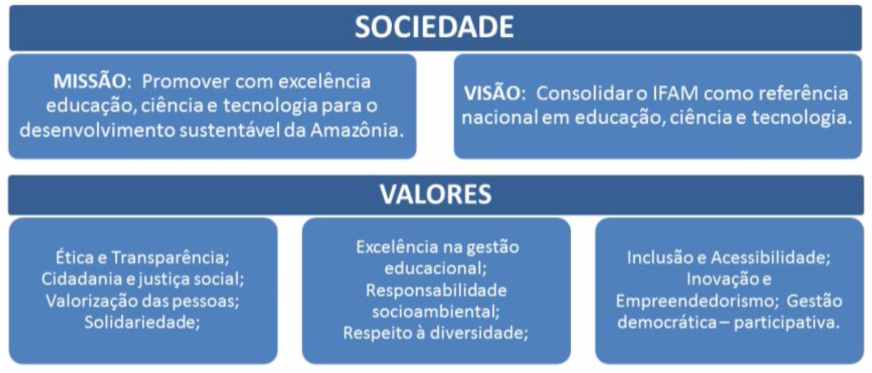 SOCIEDADE
MISSÃO: Promover com excelência
educação, ciência e tecnologia para o
desenvolvimento sustentável da Amazônia.
VISÃO: Consolidar o IFAM como referência
nacional em educação, ciência e tecnologia.
VALORES
Ética e Transparência;
Cidadania e justiça social;
Valorização das pessoas;
Solidariedade;
Excelência na gestão
educacional;
Responsabilidade
socioambiental;
Respeito à diversidade;
Inclusão e Acessibilidade;
Inovação e
Empreendedorismo; Gestão
democrática – participativa.